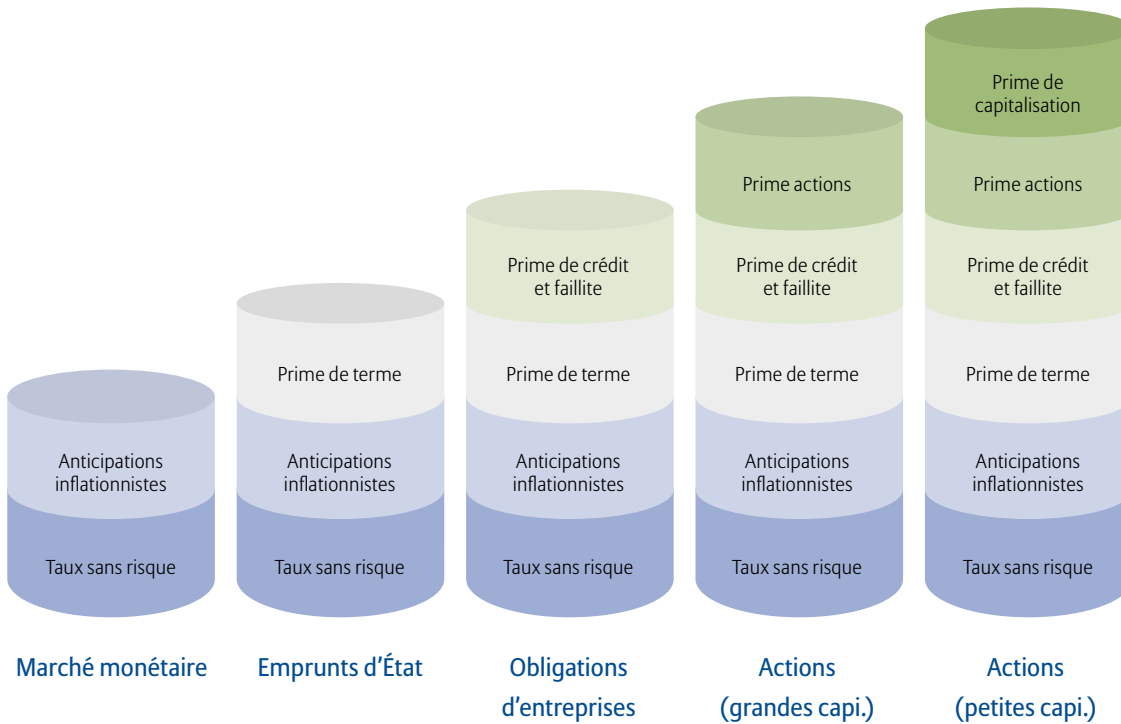 Prime de
capitalisation
Prime actions
Prime actions
Prime de crédit
et faillite
Prime de crédit
et faillite
Prime de crédit
et faillite
Prime de terme
Prime de terme
Prime de terme
Prime de terme
Anticipations
inflationnistes
Anticipations
inflationnistes
Anticipations
inflationnistes
Anticipations
inflationnistes
Anticipations
inflationnistes
Taux sans risque
Taux sans risque
Taux sans risque
Taux sans risque
Taux sans risque
Marché monétaire
Emprunts d’État
Obligations
d’entreprises
Actions
(grandes capi.)
Actions
(petites capi.)